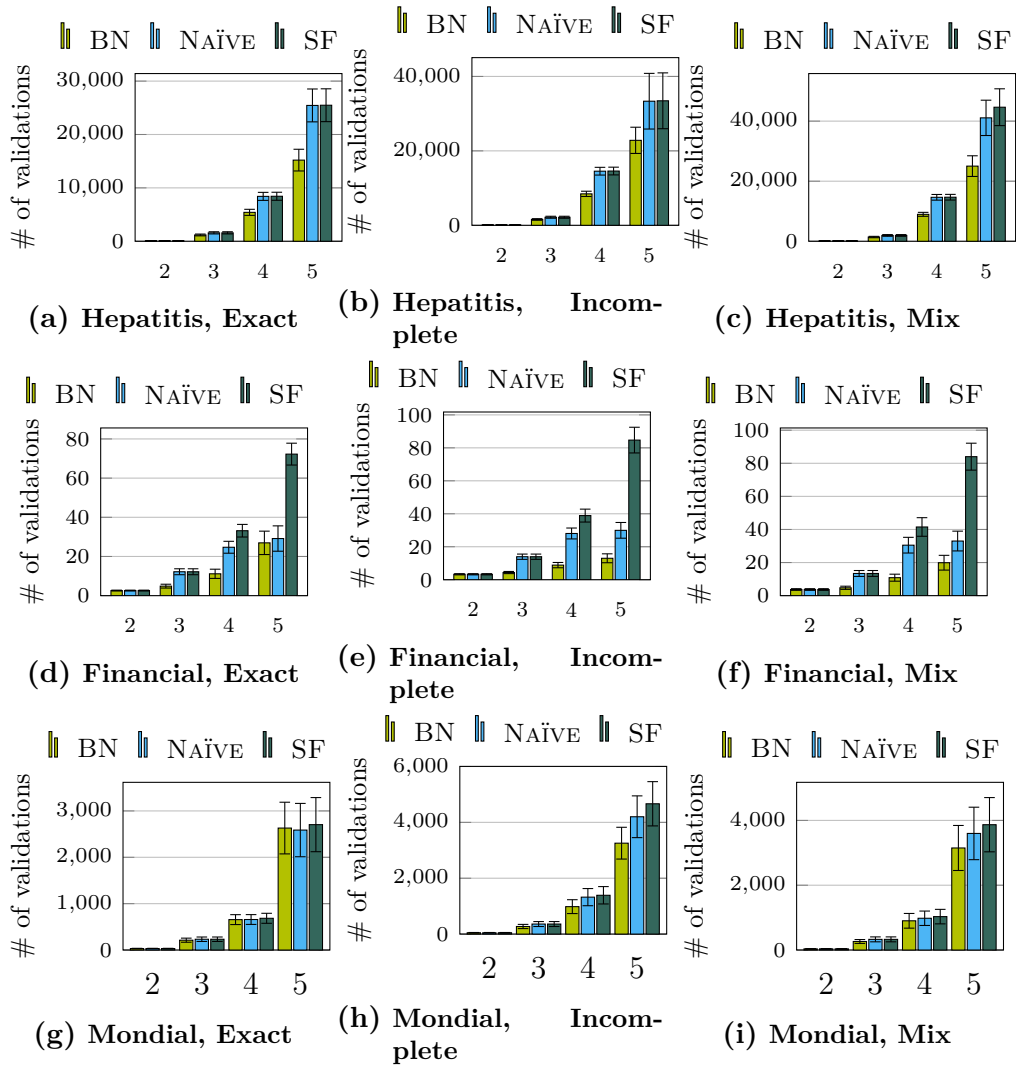 BN NAÏVE SF
# of validations
30,000
20,000
10,000
0
2 3 4 5
(a) Hepatitis, Exact
BN NAÏVE SF
# of validations
40,000
20,000
0
2 3 4 5
(b) Hepatitis, Incom-
plete
BN NAÏVE SF
# of validations
40,000
20,000
0
2 3 4 5
(c) Hepatitis, Mix
BN NAÏVE SF
# of validations
80
60
40
20
0
2 3 4 5
(d) Financial, Exact
BN NAÏVE SF
# of validations
100
80
60
40
20
0
2 3 4 5
(e) Financial, Incom-
plete
BN NAÏVE SF
# of validations
100
80
60
40
20
0
2 3 4 5
(f) Financial, Mix
BN NAÏVE SF
# of validations
3,000
2,000
1,000
0
2 3 4 5
(g) Mondial, Exact
BN NAÏVE SF
# of validations
6,000
4,000
2,000
0
2 3 4 5
(h) Mondial, Incom-
plete
BN NAÏVE SF
# of validations
4,000
2,000
0
2 3 4 5
(i) Mondial, Mix